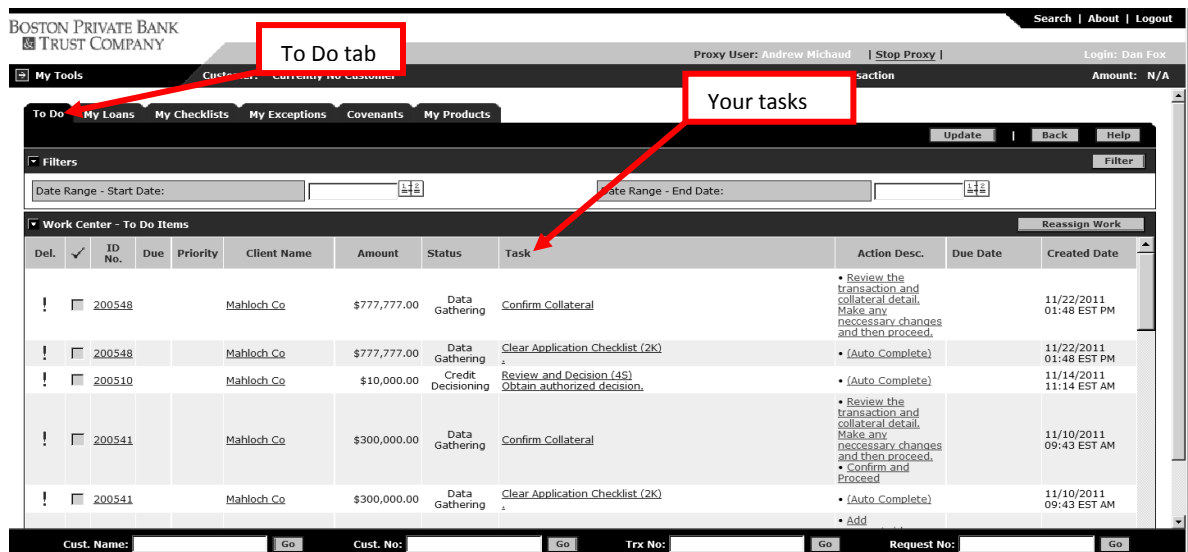 Search | About | Logout
BOSTON PRIVATE BANK
& TRUST COMPANY
To Do tab
Proxy User: Andrew Michaud | Stop Proxy |
Login: Dan Fox
My Tools
Customer: Currently No Customer
saction
Amount: N/A
Your tasks
To Do My Loans My Checklists My Exceptions Covenants My Products
Update | Back Help
Filters
Filter
Date Range - Start Date:
Date Range - End Date:
Work Center - To Do Items
Reassign Work
Del. ID No. Due Priority Client Name Amount Status Task Action Desc. Due Date Created Date
! 200548 Mahloch Co $777,777.00 Data Gathering Confirm Collateral
• Review the
transaction and
collateral detail.
Make any
neccessary changes
and then proceed.
11/22/2011
01:48 EST PM
! 200548 Mahloch Co $777,777.00 Data Gathering Clear Application Checklist (2K)
.
• (Auto Complete)
11/22/2011
01:48 EST PM
! 200510 Mahloch Co $10,000.00 Credit Decisioning Review and Decision (4S)
Obtain authorized decision.
• (Auto Complete)
11/14/2011
11:14 EST AM
! 200541 Mahloch Co $300,000.00 Data Gathering Confirm Collateral
• Review the
transaction and
collateral detail.
Make any
neccessary changes
and then proceed.
• Confirm and
Proceed
11/10/2011
09:43 EST AM
! 200541 Mahloch Co $300,000.00 Data Gathering Clear Application Checklist (2K)
.
• (Auto Complete)
11/10/2011
09:43 EST AM
• Add
Cust. Name: Go Cust. No: Go Trx No: Go Request No: Go